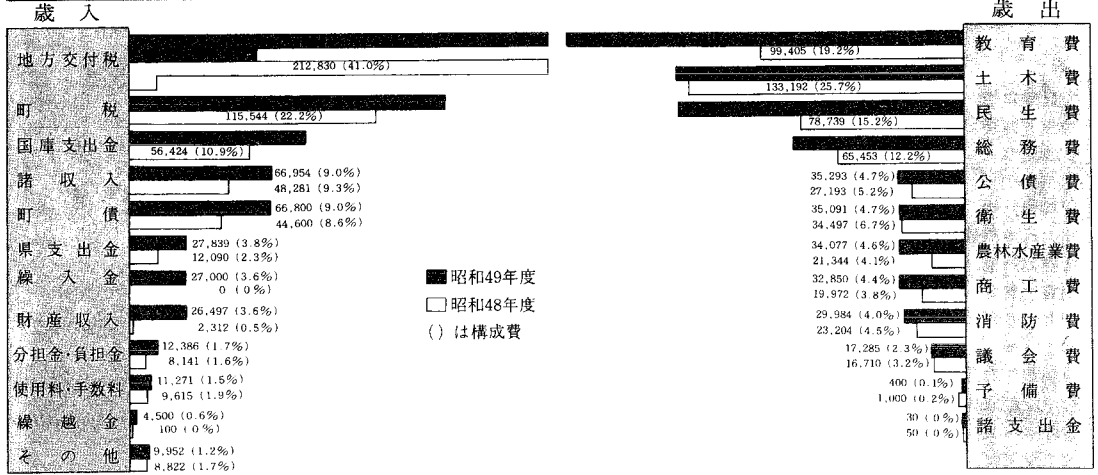 歳入
地方交付税
212,830 (41.0%)
町税
115,544 (22.2%)
国庫支出金
56,424 (10.9%)
諸収入
66,954 (9.0%)
48,281 (9.3%)
町債
66,800 (9.0%)
44,600 (8.6%)
県支出金
27,839 (3.8%)
12,090 (2.3%)
繰入金
27,000 (3.6%)
0 (0%)
財産収入
26,497 (3.6%)
2,312 (0.5%)
分担金・負担金
12,386 (1.7%)
8,141 (1.6%)
使用料・手数料
11,271 (1.5%)
9,615 (1.9%)
繰越金
4,500 (0.6%)
100 (0%)
その他
9,952 (1.2%)
8,822 (1.7%)
昭和49年度
昭和48年度
( ) は構成費
歳出
教育費
99,405 (19.2%)
土木費
133,192 (25.7%)
民生費
78,739 (15.2%)
総務費
65,453 (12.2%)
公債費
35,293 (4.7%)
27,193 (5.2%)
衛生費
35,091 (4.7%)
34,497 (6.7%)
農林水産業費
34,077 (4.6%)
21,344 (4.1%)
商工費
32,850 (4.4%)
19,972 (3.8%)
消防費
29,984 (4.0%)
23,204 (4.5%)
議会費
17,285 (2.3%)
16,710 (3.2%)
予備費
400 (0.1%)
1,000 (0.2%)
諸支出金
30 (0%)
50 (0%)